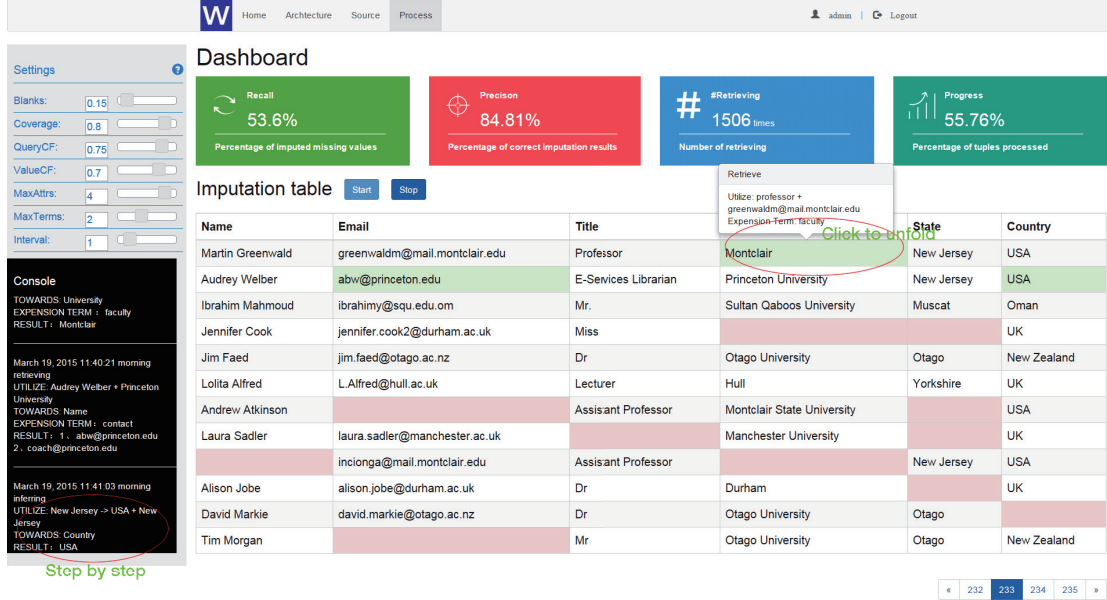 W Home Archtecture Source Process admin | Logout
Dashboard
Settings ?
Blanks: 0.15
Coverage: 0.8
QueryCF: 0.75
ValueCF: 0.7
MaxAttrs: 4
MaxTerms: 2
Interval: 1
Recall
53.6%
Percentage of imputed missing values
Precison
84.81%
Percentage of correct imputation results
# #Retrieving
1506 times
Number of retrieving
Progress
55.76%
Percentage of tuples processed
Imputation table Start Stop
Retrieve
Utilize: professor +
greenwaldm@mail.montclair.edu
Expension Term: faculty
Click to unfold
Name Email Title State Country
Martin Greenwald greenwaldm@mail.montclair.edu Professor Montclair New Jersey USA
Audrey Welber abw@princeton.edu E-Sevices Librarian Princeton University New Jersey USA
Ibrahim Mahmoud ibrahimy@squ.edu.om Mr. Sultan Qaboos University Muscat Oman
Jennifer Cook jennifer.cook2@durham.ac.uk Miss UK
Jim Faed jim.faed@otago.ac.nz Dr Otago University Otago New Zealand
Lolita Alfred L.Alfred@hull.ac.uk Lecturer Hull Yorkshire UK
Andrew Atkinson Assisant Professor Montclair State University USA
Laura Sadler laura.sadler@manchester.ac.uk Manchester University UK
incionga@mail.montclair.edu Assisant Professor New Jersey USA
Alison Jobe alison.jobe@durham.ac.uk Dr Durham UK
David Markie david.markie@otago.ac.nz Dr Otago University Otago
Tim Morgan Mr Otago University Otago New Zealand
Console
TOWARDS: University
EXPENSION TERM： faculty
RESULT： Montclair
March 19, 2015 11:40:21 morning
retrieving
UTILIZE: Audrey Welber + Princeton
University
TOWARDS: Name
EXPENSION TERM： contact
RESULT： 1、 abw@princeton.edu
2、coach@princeton.edu
March 19, 2015 11:41:03 morning
inferring
UTILIZE: New Jersey -> USA + New
Jersey
TOWARDS: Country
RESULT： USA
Step by step
« 232 233 234 235 »